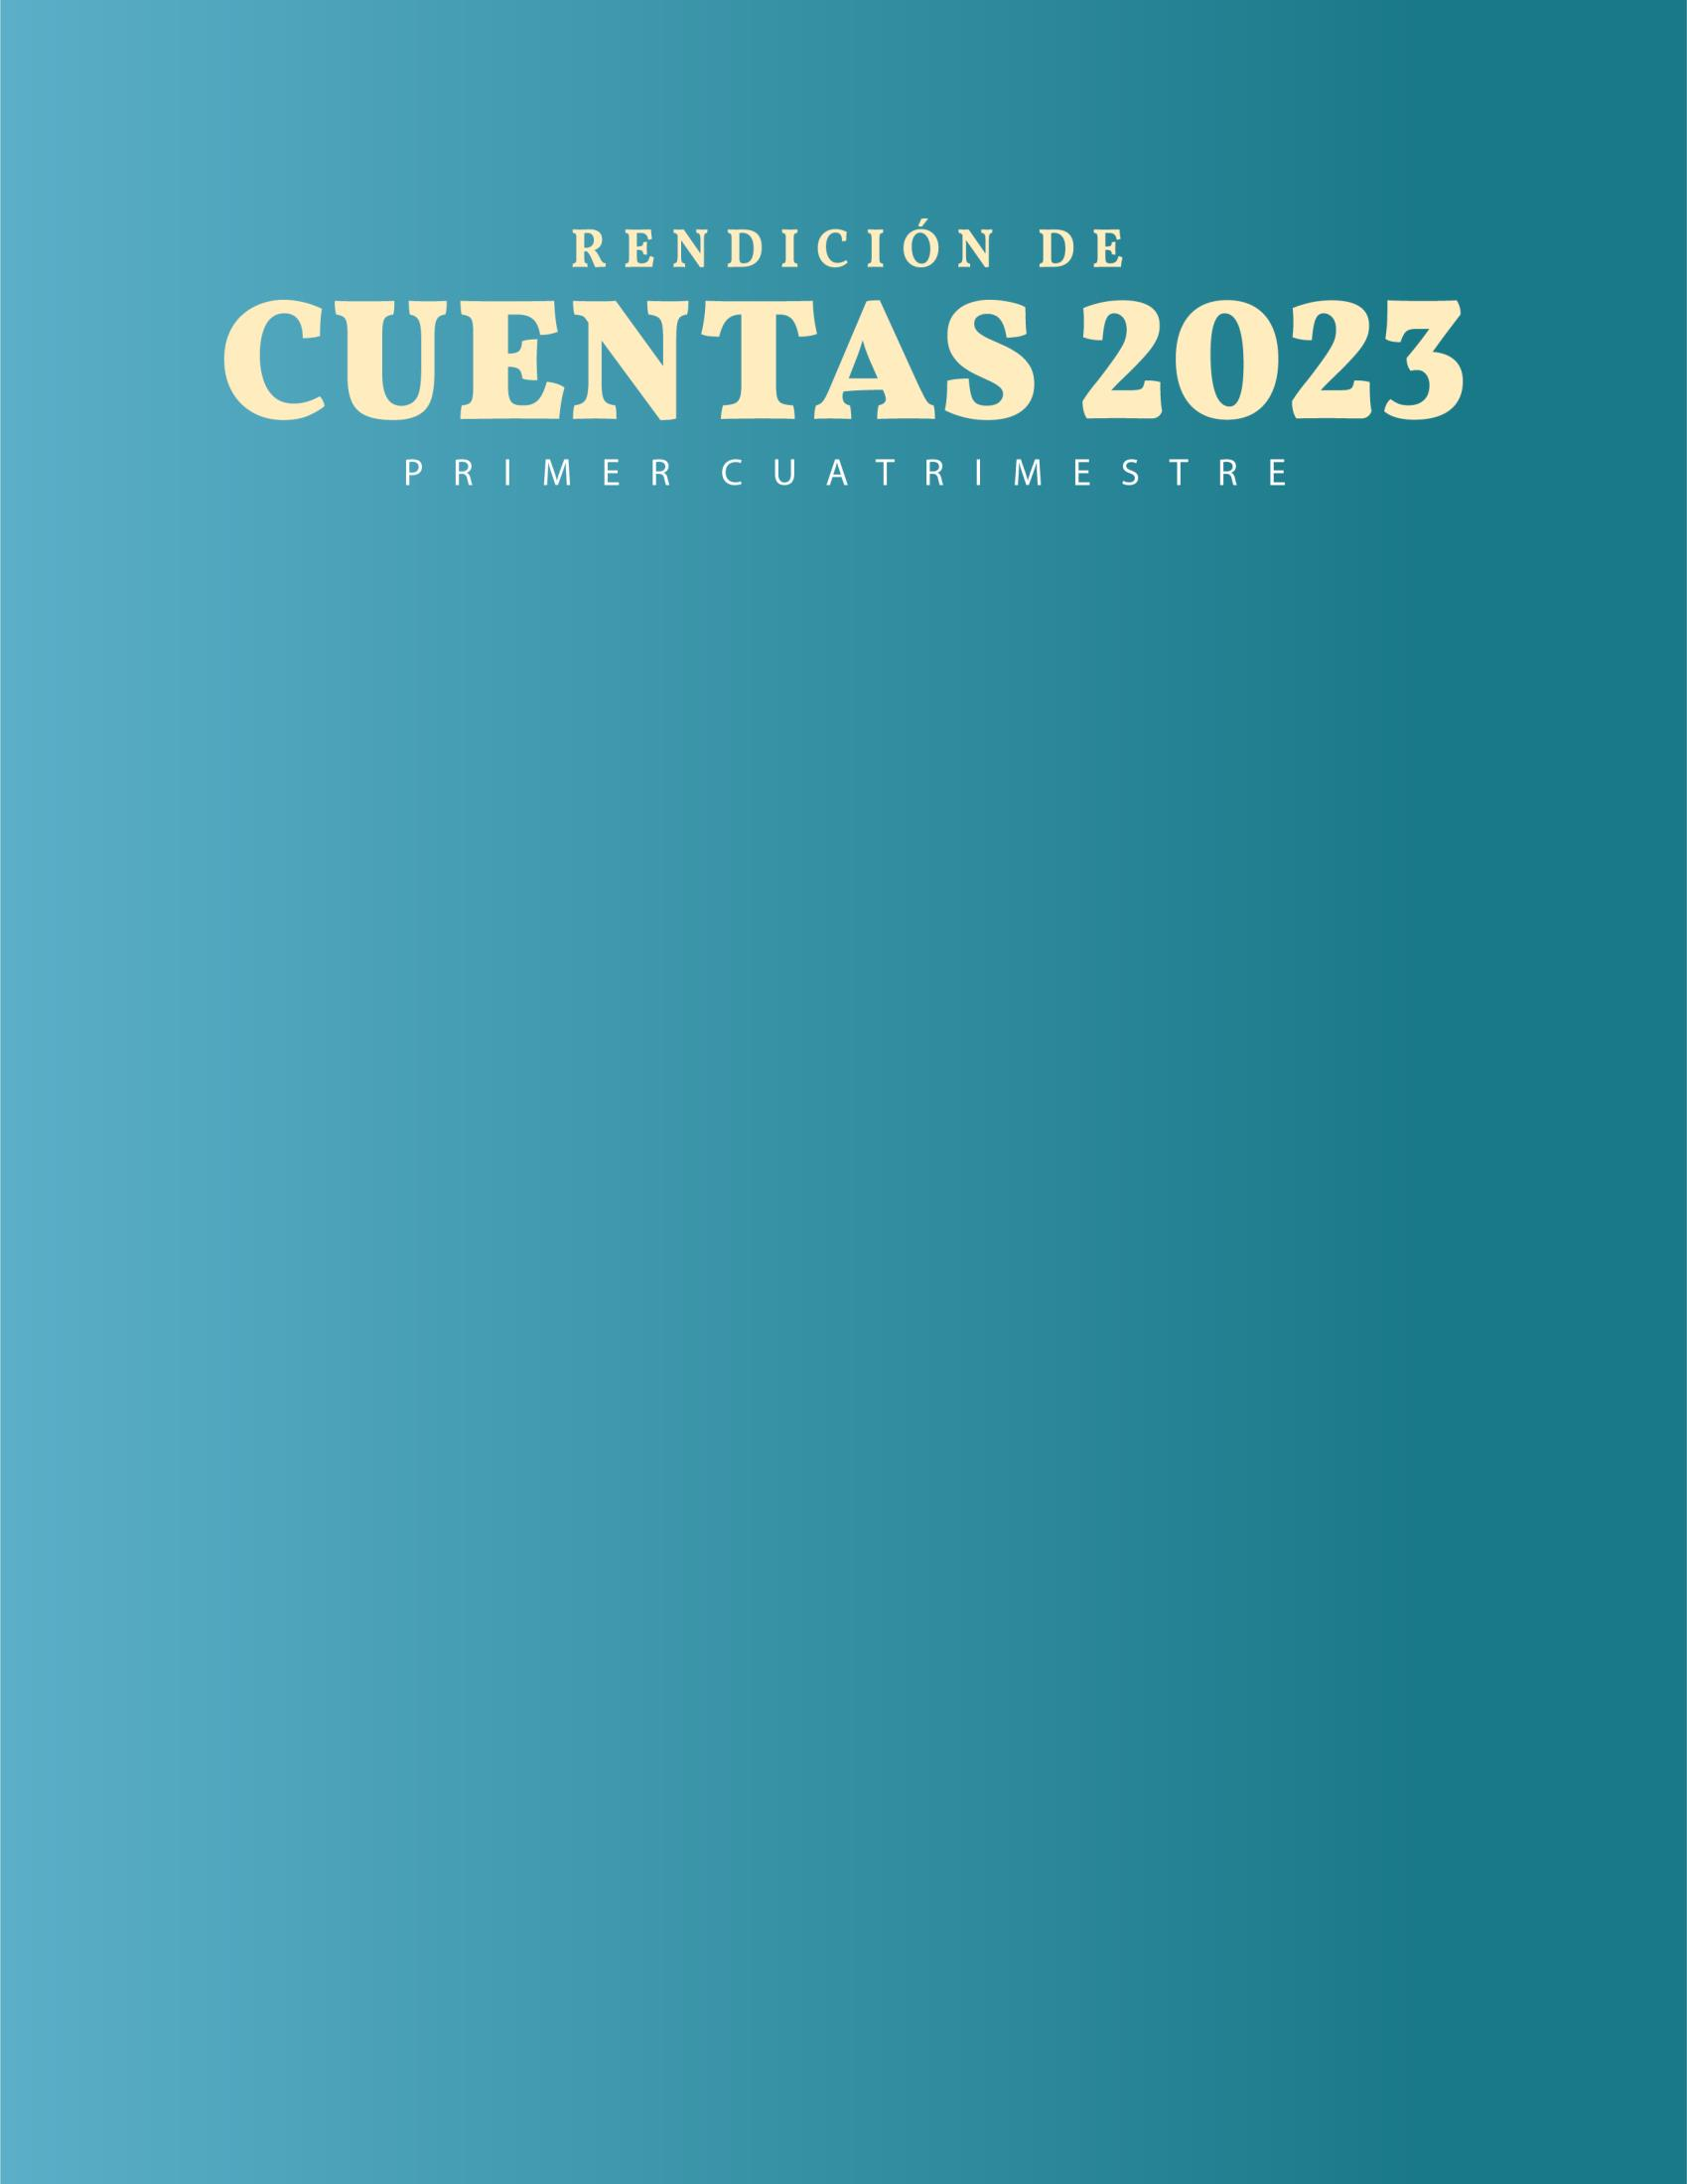 RENDICIÓN DE
CUENTAS 2023
PRIMER CUATRIMESTRE